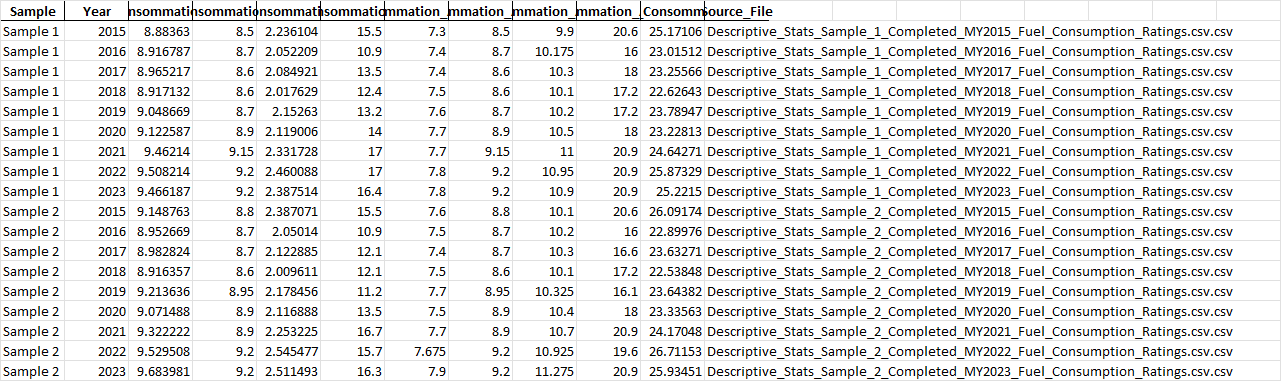 Sample Year nsommation ssommation nsommatio nsommatio mmation_ mmation_ mmation_ mmation_ Consomm Source_File
Sample 1 2015 8.88363 8.5 2.236104 15.5 7.3 8.5 9.9 20.6 25.17106 Descriptive_Stats_Sample_1_Completed_MY2015_Fuel_Consumption_Ratings.csv.csv
Sample 1 2016 8.916787 8.7 2.052209 10.9 7.4 8.7 10.175 16 23.01512 Descriptive_Stats_Sample_1_Completed_MY2016_Fuel_Consumption_Ratings.csv.csv
Sample 1 2017 8.965217 8.6 2.084921 13.5 7.4 8.6 10.3 18 23.25566 Descriptive_Stats_Sample_1_Completed_MY2017_Fuel_Consumption_Ratings.csv.csv
Sample 1 2018 8.917132 8.6 2.017629 12.4 7.5 8.6 10.1 17.2 22.62643 Descriptive_Stats_Sample_1_Completed_MY2018_Fuel_Consumption_Ratings.csv.csv
Sample 1 2019 9.048669 8.7 2.15263 13.2 7.6 8.7 10.2 17.2 23.78947 Descriptive_Stats_Sample_1_Completed_MY2019_Fuel_Consumption_Ratings.csv.csv
Sample 1 2020 9.122587 8.9 2.119006 14 7.7 8.9 10.5 18 23.22813 Descriptive_Stats_Sample_1_Completed_MY2020_Fuel_Consumption_Ratings.csv.csv
Sample 1 2021 9.46214 9.15 2.331728 17 7.7 9.15 11 20.9 24.64271 Descriptive_Stats_Sample_1_Completed_MY2021_Fuel_Consumption_Ratings.csv.csv
Sample 1 2022 9.508214 9.2 2.460088 17 7.8 9.2 10.95 20.9 25.87329 Descriptive_Stats_Sample_1_Completed_MY2022_Fuel_Consumption_Ratings.csv.csv
Sample 1 2023 9.466187 9.2 2.387514 16.4 7.8 9.2 10.9 20.9 25.2215 Descriptive_Stats_Sample_1_Completed_MY2023_Fuel_Consumption_Ratings.csv.csv
Sample 2 2015 9.148763 8.8 2.387071 15.5 7.6 8.8 10.1 20.6 26.09174 Descriptive_Stats_Sample_2_Completed_MY2015_Fuel_Consumption_Ratings.csv.csv
Sample 2 2016 8.952669 8.7 2.05014 10.9 7.5 8.7 10.2 16 22.89976 Descriptive_Stats_Sample_2_Completed_MY2016_Fuel_Consumption_Ratings.csv.csv
Sample 2 2017 8.982824 8.7 2.122885 12.1 7.4 8.7 10.3 16.6 23.63271 Descriptive_Stats_Sample_2_Completed_MY2017_Fuel_Consumption_Ratings.csv.csv
Sample 2 2018 8.916357 8.6 2.009611 12.1 7.5 8.6 10.1 17.2 22.53848 Descriptive_Stats_Sample_2_Completed_MY2018_Fuel_Consumption_Ratings.csv.csv
Sample 2 2019 9.213636 8.95 2.178456 11.2 7.7 8.95 10.325 16.1 23.64382 Descriptive_Stats_Sample_2_Completed_MY2019_Fuel_Consumption_Ratings.csv.csv
Sample 2 2020 9.071488 8.9 2.116888 13.5 7.5 8.9 10.4 18 23.33563 Descriptive_Stats_Sample_2_Completed_MY2020_Fuel_Consumption_Ratings.csv.csv
Sample 2 2021 9.322222 8.9 2.253225 16.7 7.7 8.9 10.7 20.9 24.17048 Descriptive_Stats_Sample_2_Completed_MY2021_Fuel_Consumption_Ratings.csv.csv
Sample 2 2022 9.529508 9.2 2.545477 15.7 7.675 9.2 10.925 19.6 26.71153 Descriptive_Stats_Sample_2_Completed_MY2022_Fuel_Consumption_Ratings.csv.csv
Sample 2 2023 9.683981 9.2 2.511493 16.3 7.9 9.2 11.275 20.9 25.93451 Descriptive_Stats_Sample_2_Completed_MY2023_Fuel_Consumption_Ratings.csv.csv